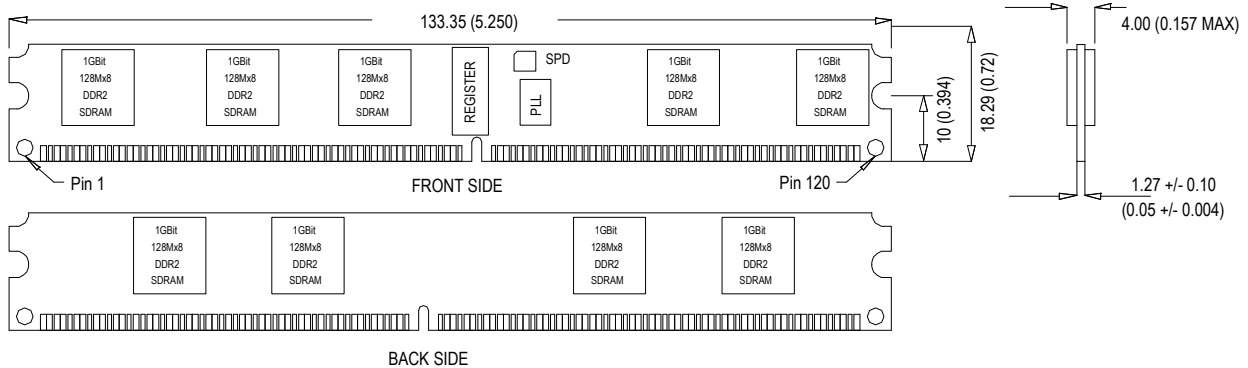 133.35 (5.250)
4.00 (0.157 MAX)
1GBit
128Mx8
DDR2
SDRAM
1GBit
128Mx8
DDR2
SDRAM
1GBit
128Mx8
DDR2
SDRAM
REGISTER
SPD
PLL
1GBit
128Mx8
DDR2
SDRAM
1GBit
128Mx8
DDR2
SDRAM
10 (0.394)
18.29 (0.72)
Pin 1
FRONT SIDE
Pin 120
1.27 +/- 0.10
(0.05 +/- 0.004)
1GBit
128Mx8
DDR2
SDRAM
1GBit
128Mx8
DDR2
SDRAM
1GBit
128Mx8
DDR2
SDRAM
1GBit
128Mx8
DDR2
SDRAM
BACK SIDE